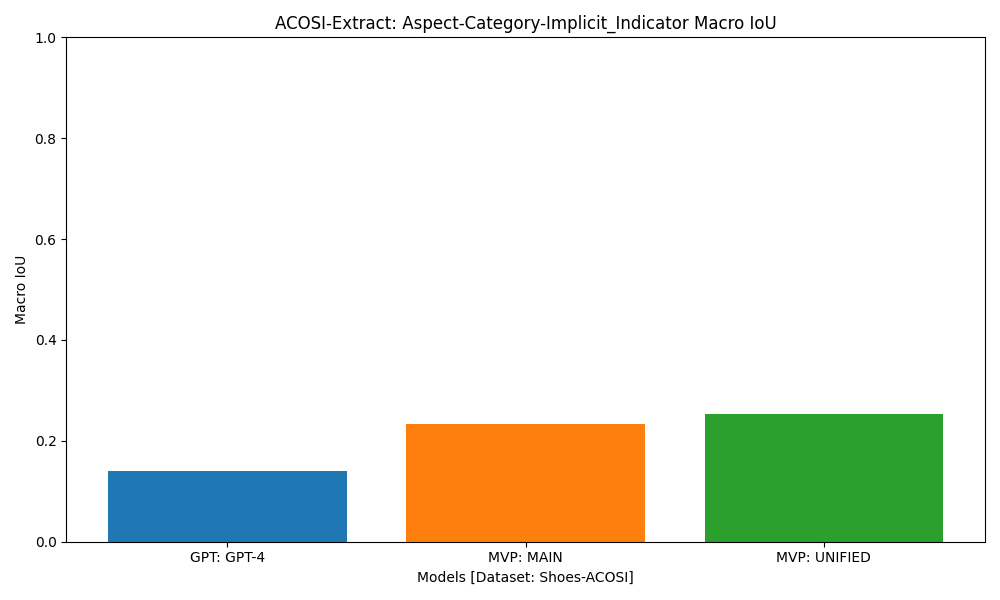 ACOSI-Extract: Aspect-Category-Implicit_Indicator Macro IoU
1.0
0.8
0.6
0.4
0.2
0.0
Macro IoU
GPT: GPT-4
MVP: MAIN
MVP: UNIFIED
Models [Dataset: Shoes-ACOSI]